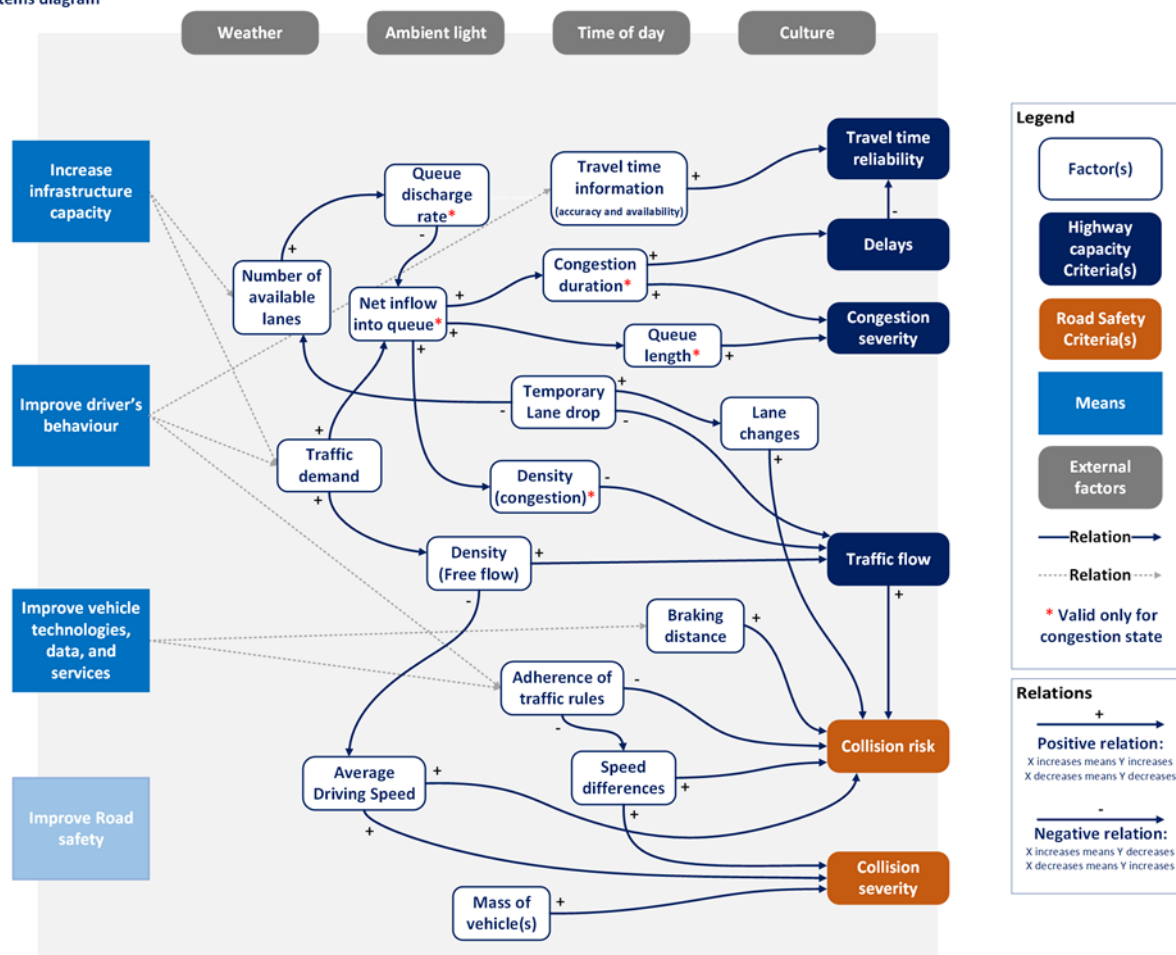 tems diagram
Weather
Ambient light
Time of day
Culture
Increase
infrastructure
capacity
Improve driver's
behaviour
Improve vehicle
technologies,
data, and
services
Improve Road
safety
Queue
discharge
rate*
-
Travel time
information
(accuracy and availability)
+
Travel time
reliability
-
Delays
+
Number of
available
lanes
Net inflow
into queue*
+
+
+
Congestion
duration*
+
+
Congestion
severity
Queue
length*
+
Temporary
Lane drop
-
+
-
Lane
changes
+
+
Traffic
demand
+
Density
(congestion)*
-
Density
(Free flow)
+
-
Traffic flow
+
Braking
distance
+
Adherence of
traffic rules
-
-
Collision risk
Average
Driving Speed
+
+
Speed
differences
+
+
Collision
severity
Mass of
vehicle(s)
+
Legend
Factor(s)
Highway
capacity
Criteria(s)
Road Safety
Criteria(s)
Means
External
factors
Relation
Relation
* Valid only for
congestion state
Relations
+
Positive relation:
X increases means Y increases
X decreases means Y decreases
-
Negative relation:
X increases means Y decreases
X decreases means Y increases